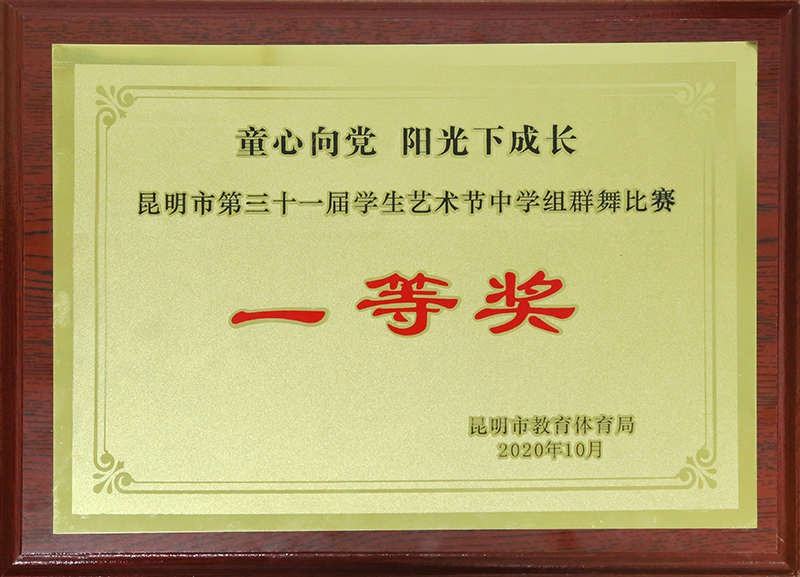 童心向党 阳光下成长
昆明市第三十一届学生艺术节中学组群舞比赛
一等奖
昆明市教育体育局
2020年10月